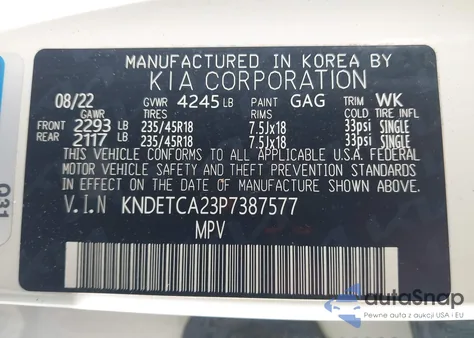 MANUFACTURED IN KOREA BY
KIA CORPORATION
08/22 GVWR 4245 LB PAINT GAG TRIM WK
GAWR TIRES RIMS COLD TIRE INFL
FRONT 2293 LB 235/45R18 7.5Jx18 33psi SINGLE
REAR 2117 LB 235/45R18 7.5Jx18 33psi SINGLE
THIS VEHICLE CONFORMS TO ALL APPLICABLE U.S.A. FEDERAL
MOTOR VEHICLE SAFETY AND THEFT PREVENTION STANDARDS
IN EFFECT ON THE DATE OF MANUFACTURE SHOWN ABOVE.
V.I.N KNDETCA23P7387577
MPV
031
autoSnap
Pewne auta z aukcji USA i EU